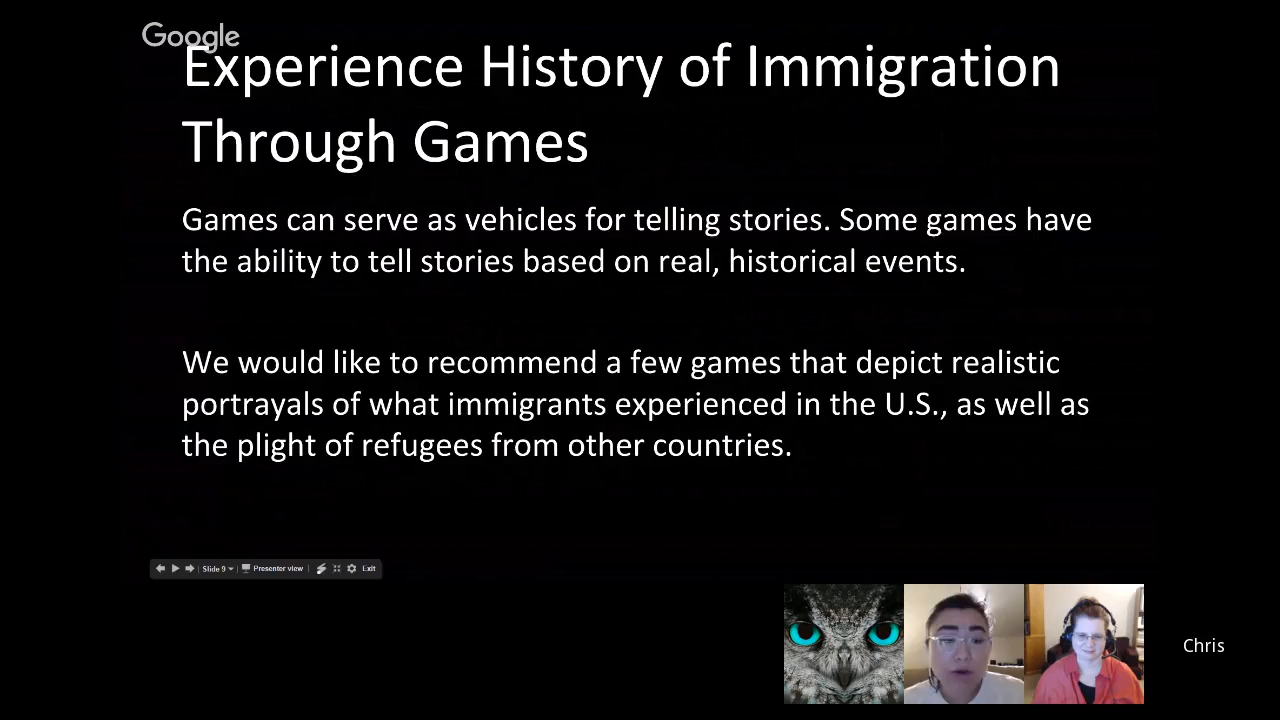 Google
Experience History of Immigration
Through Games
Games can serve as vehicles for telling stories. Some games have
the ability to tell stories based on real, historical events.
We would like to recommend a few games that depict realistic
portrayals of what immigrants experienced in the U.S., as well as
the plight of refugees from other countries.
Slide 9 Presenter view Exit
Chris